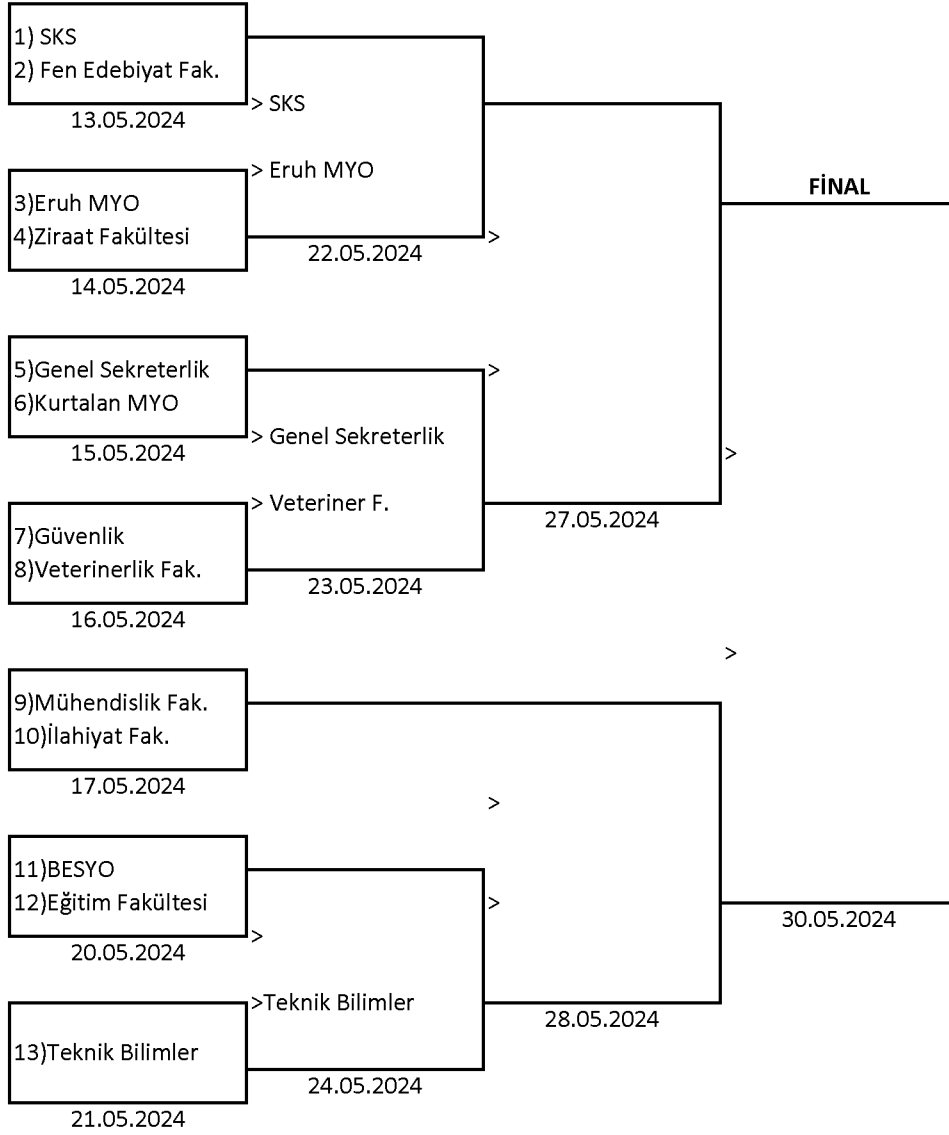 1) SKS
2) Fen Edebiyat Fak.
13.05.2024
> SKS
> Eruh MYO
3)Eruh MYO
4)Ziraat Fakültesi
14.05.2024
22.05.2024
>
FİNAL
5)Genel Sekreterlik
6)Kurtalan MYO
15.05.2024
>
> Genel Sekreterlik
> Veteriner F.
7)Güvenlik
8)Veterinerlik Fak.
16.05.2024
23.05.2024
27.05.2024
>
>
9)Mühendislik Fak.
10)İlahiyat Fak.
17.05.2024
>
11)BESYO
12)Eğitim Fakültesi
20.05.2024
>
>
>Teknik Bilimler
13)Teknik Bilimler
21.05.2024
24.05.2024
28.05.2024
30.05.2024